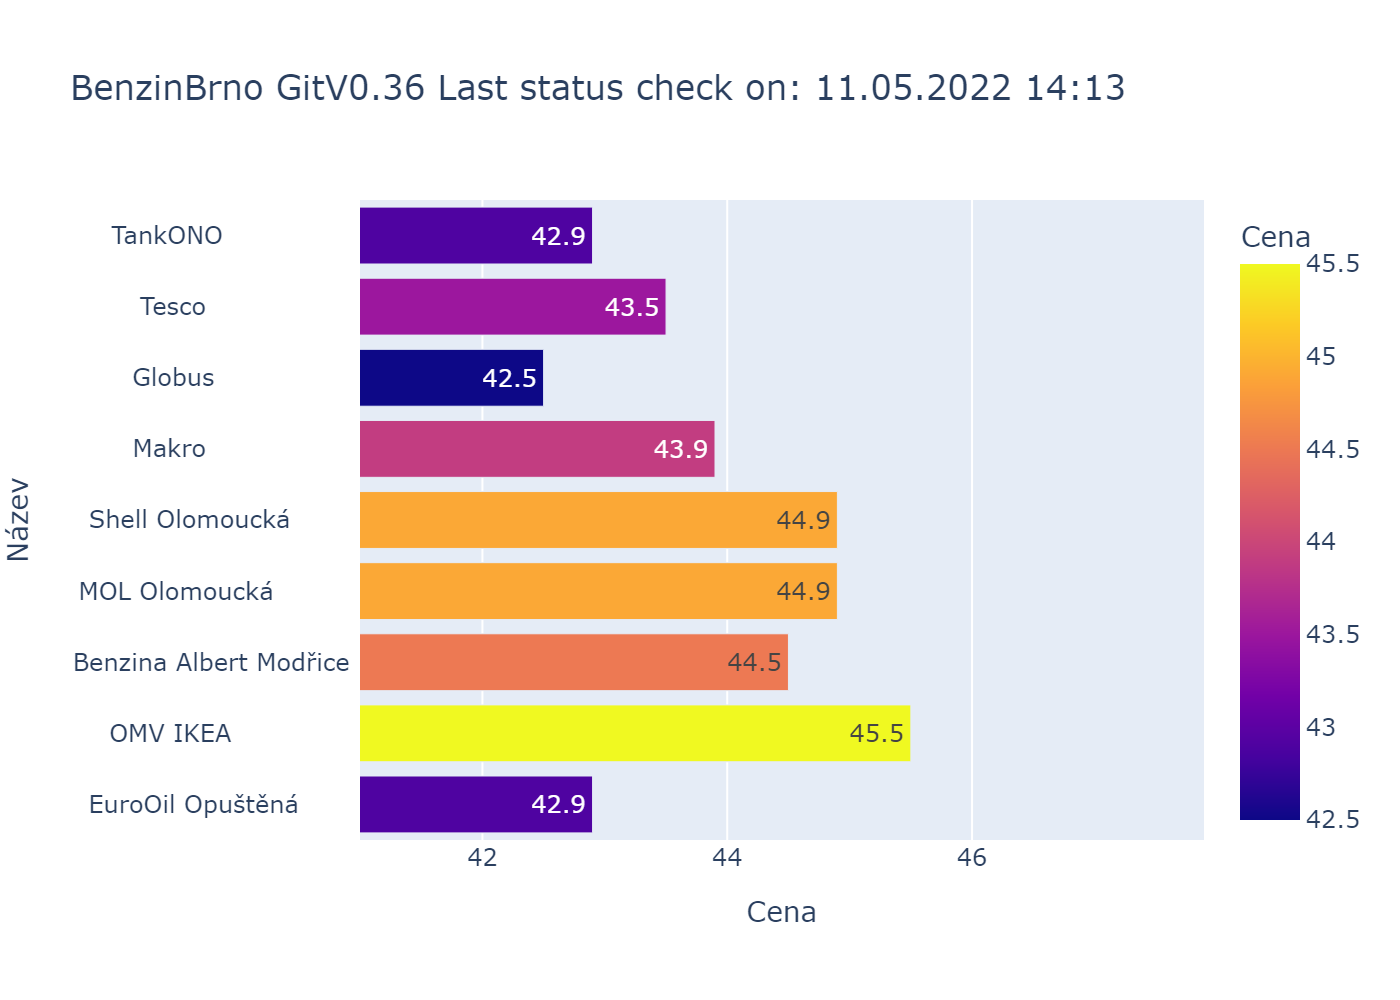 BenzinBrno GitV0.36 Last status check on: 11.05.2022 14:13
TankONO 42.9
Tesco 43.5
Globus 42.5
Makro 43.9
Shell Olomoucká 44.9
MOL Olomoucká 44.9
Benzina Albert Modřice 44.5
OMV IKEA 45.5
EuroOil Opuštěná 42.9
Název
42 44 46
Cena
Cena
45.5
45
44.5
44
43.5
43
42.5